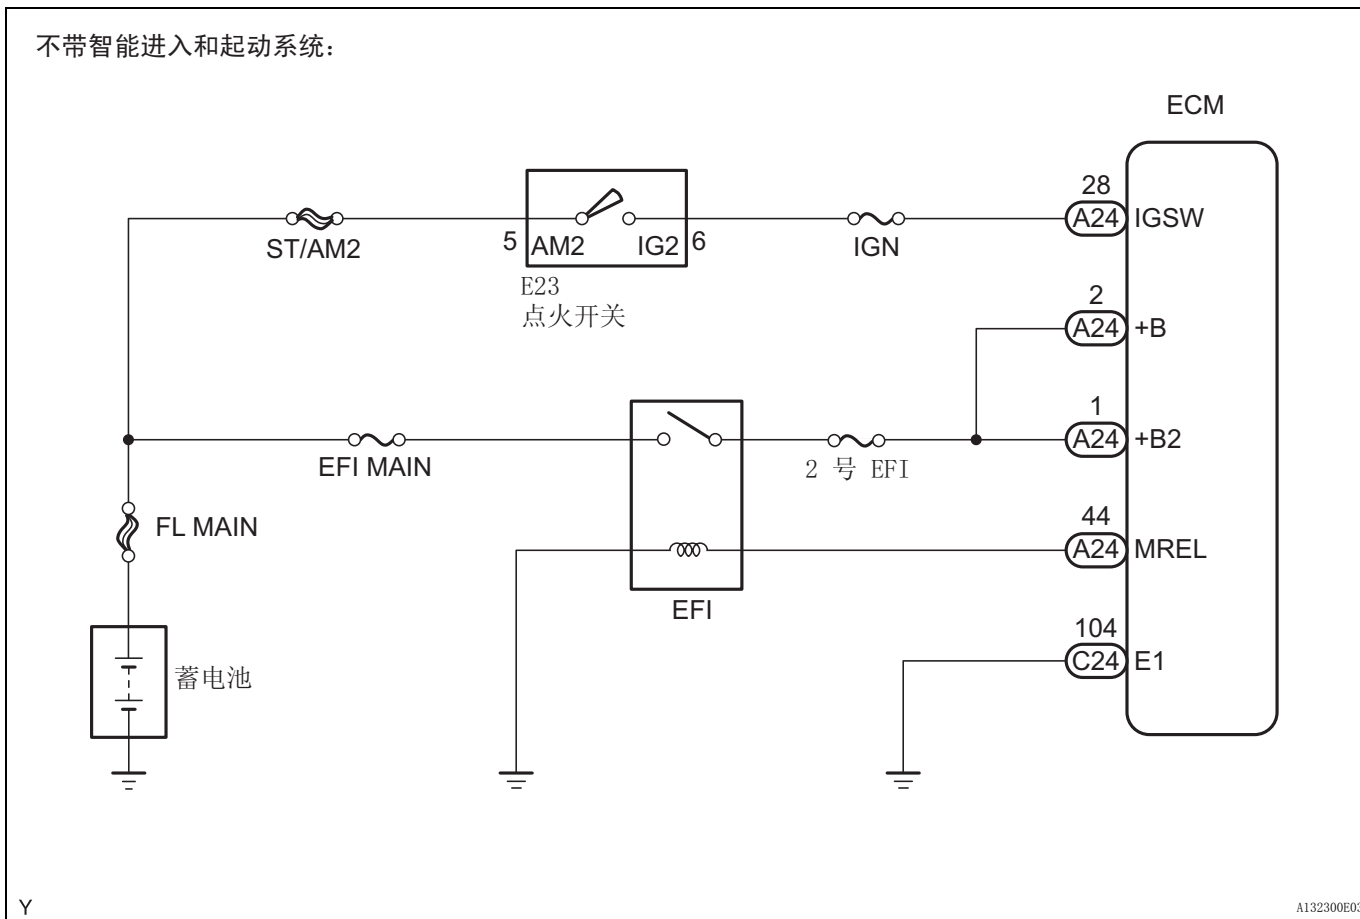 不带智能进入和起动系统:
ECM
28
A24 IGSW
ST/AM2
5 AM2 IG2 6
IGN
E23
点火开关
2
A24 +B
1
A24 +B2
EFI MAIN
2 号 EFI
FL MAIN
44
A24 MREL
EFI
104
C24 E1
蓄电池
Y
A132300E03